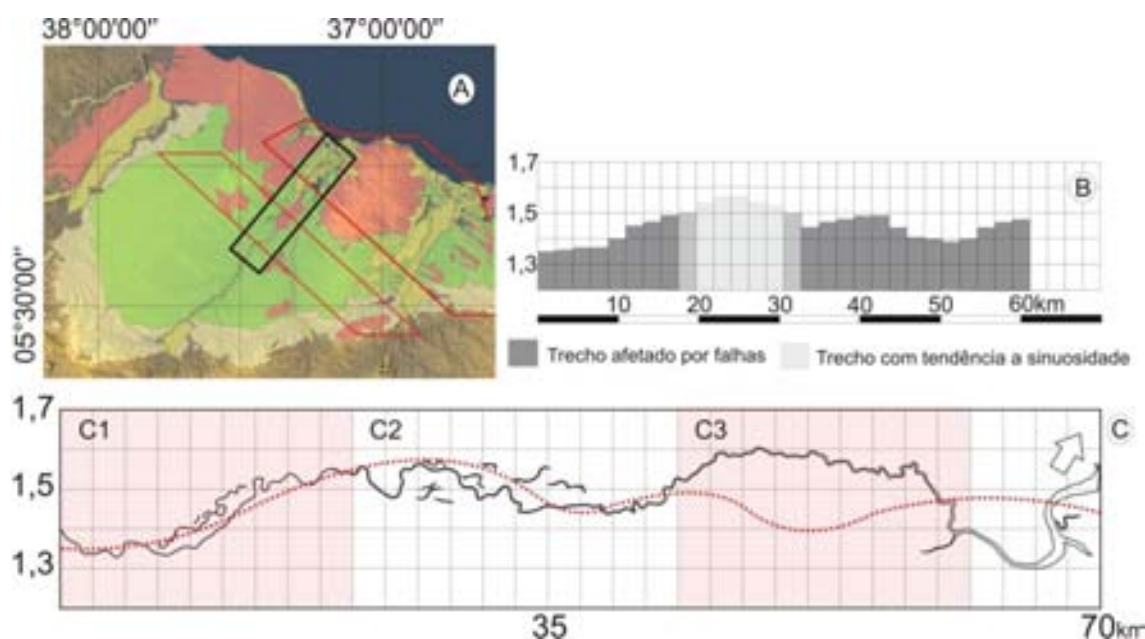 38°00'00" 37°00'00"
A
05°30'00"
1,7
1,5
1,3
B
10 20 30 40 50 60km
Trecho afetado por falhas Trecho com tendência a sinuosidade
1,7
1,5
1,3
C1 C2 C3 C
35 70 km